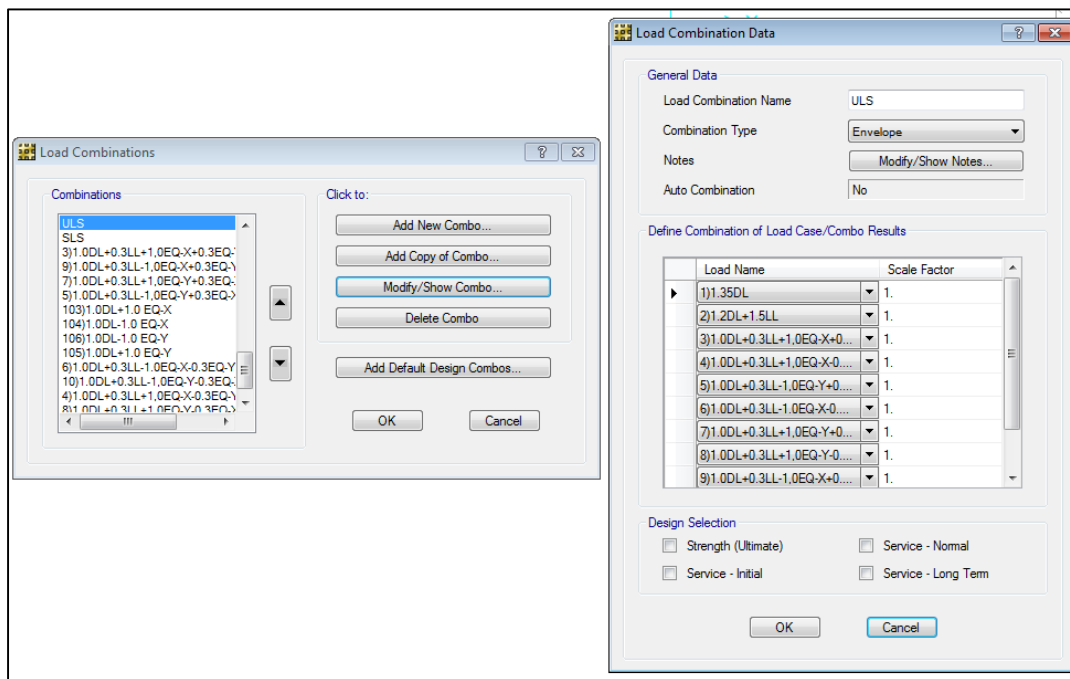 Load Combinations
Combinations
ULS
SLS
3)1.0DL+0.3LL+1,0EQ-X+0.3EQ-
9)1.0DL+0.3LL-1,0EQ-X+0.3EQ-Y
7)1.0DL+0.3LL+1,0EQ-Y+0.3EQ-
5)1.0DL+0.3LL-1,0EQ-Y+0.3EQ-X
103)1.0DL+1.0 EQ-X
104)1.0DL-1.0 EQ-X
106)1.0DL-1.0 EQ-Y
105)1.0DL+1.0 EQ-Y
6)1.0DL+0.3LL-1.0EQ-X-0.3EQ-Y
10)1.0DL+0.3LL-1,0EQ-Y-0.3EQ-
4)1.0DL+0.3LL+1,0EQ-X-0.3EQ-
8)1.0DL+0.3LL+1,0EQ-Y-0.3EQ-
Click to:
Add New Combo...
Add Copy of Combo...
Modify/Show Combo...
Delete Combo
Add Default Design Combos...
OK
Cancel
Load Combination Data
General Data
Load Combination Name
ULS
Combination Type
Envelope
Notes
Modify/Show Notes...
Auto Combination
No
Define Combination of Load Case/Combo Results
Load Name Scale Factor
1)1.35DL 1.
2)1.2DL+1.5LL 1.
3)1.0DL+0.3LL+1,0EQ-X+0... 1.
4)1.0DL+0.3LL+1,0EQ-X-0.... 1.
5)1.0DL+0.3LL-1,0EQ-Y+0.... 1.
6)1.0DL+0.3LL-1.0EQ-X-0.... 1.
7)1.0DL+0.3LL+1,0EQ-Y+0... 1.
8)1.0DL+0.3LL+1,0EQ-Y-0.... 1.
9)1.0DL+0.3LL-1,0EQ-X+0.... 1.
Design Selection
Strength (Ultimate)
Service - Normal
Service - Initial
Service - Long Term
OK
Cancel